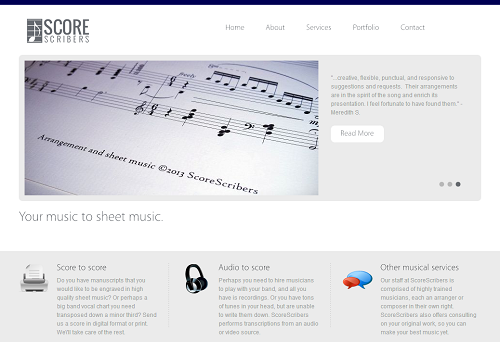 SCORE
SCRIBERS
Home About Services Portfolio Contact
"...creative, flexible, punctual, and responsive to
suggestions and requests. Their arrangements
are in the spirit of the song and enrich its
presentation. I feel fortunate to have found them." -
Meredith S.
Read More
Arrangement and sheet music ©2013 ScoreScribers
Your music to sheet music.
Score to score
Do you have manuscripts that you
would like to be engraved in high
quality sheet music? Or perhaps a
big band vocal chart you need
transposed down a minor third? Send
us a score in digital format or print.
We'll take care of the rest.
Audio to score
Perhaps you need to hire musicians
to play with your band, and all you
have is recordings. Or you have tons
of tunes in your head, but are unable
to write them down. ScoreScribers
performs transcriptions from an audio
or video source.
Other musical services
Our staff at ScoreScribers is
comprised of highly trained
musicians, each an arranger or
composer in their own right.
ScoreScribers also offers consulting
on your original work, so you can
make your best music yet.